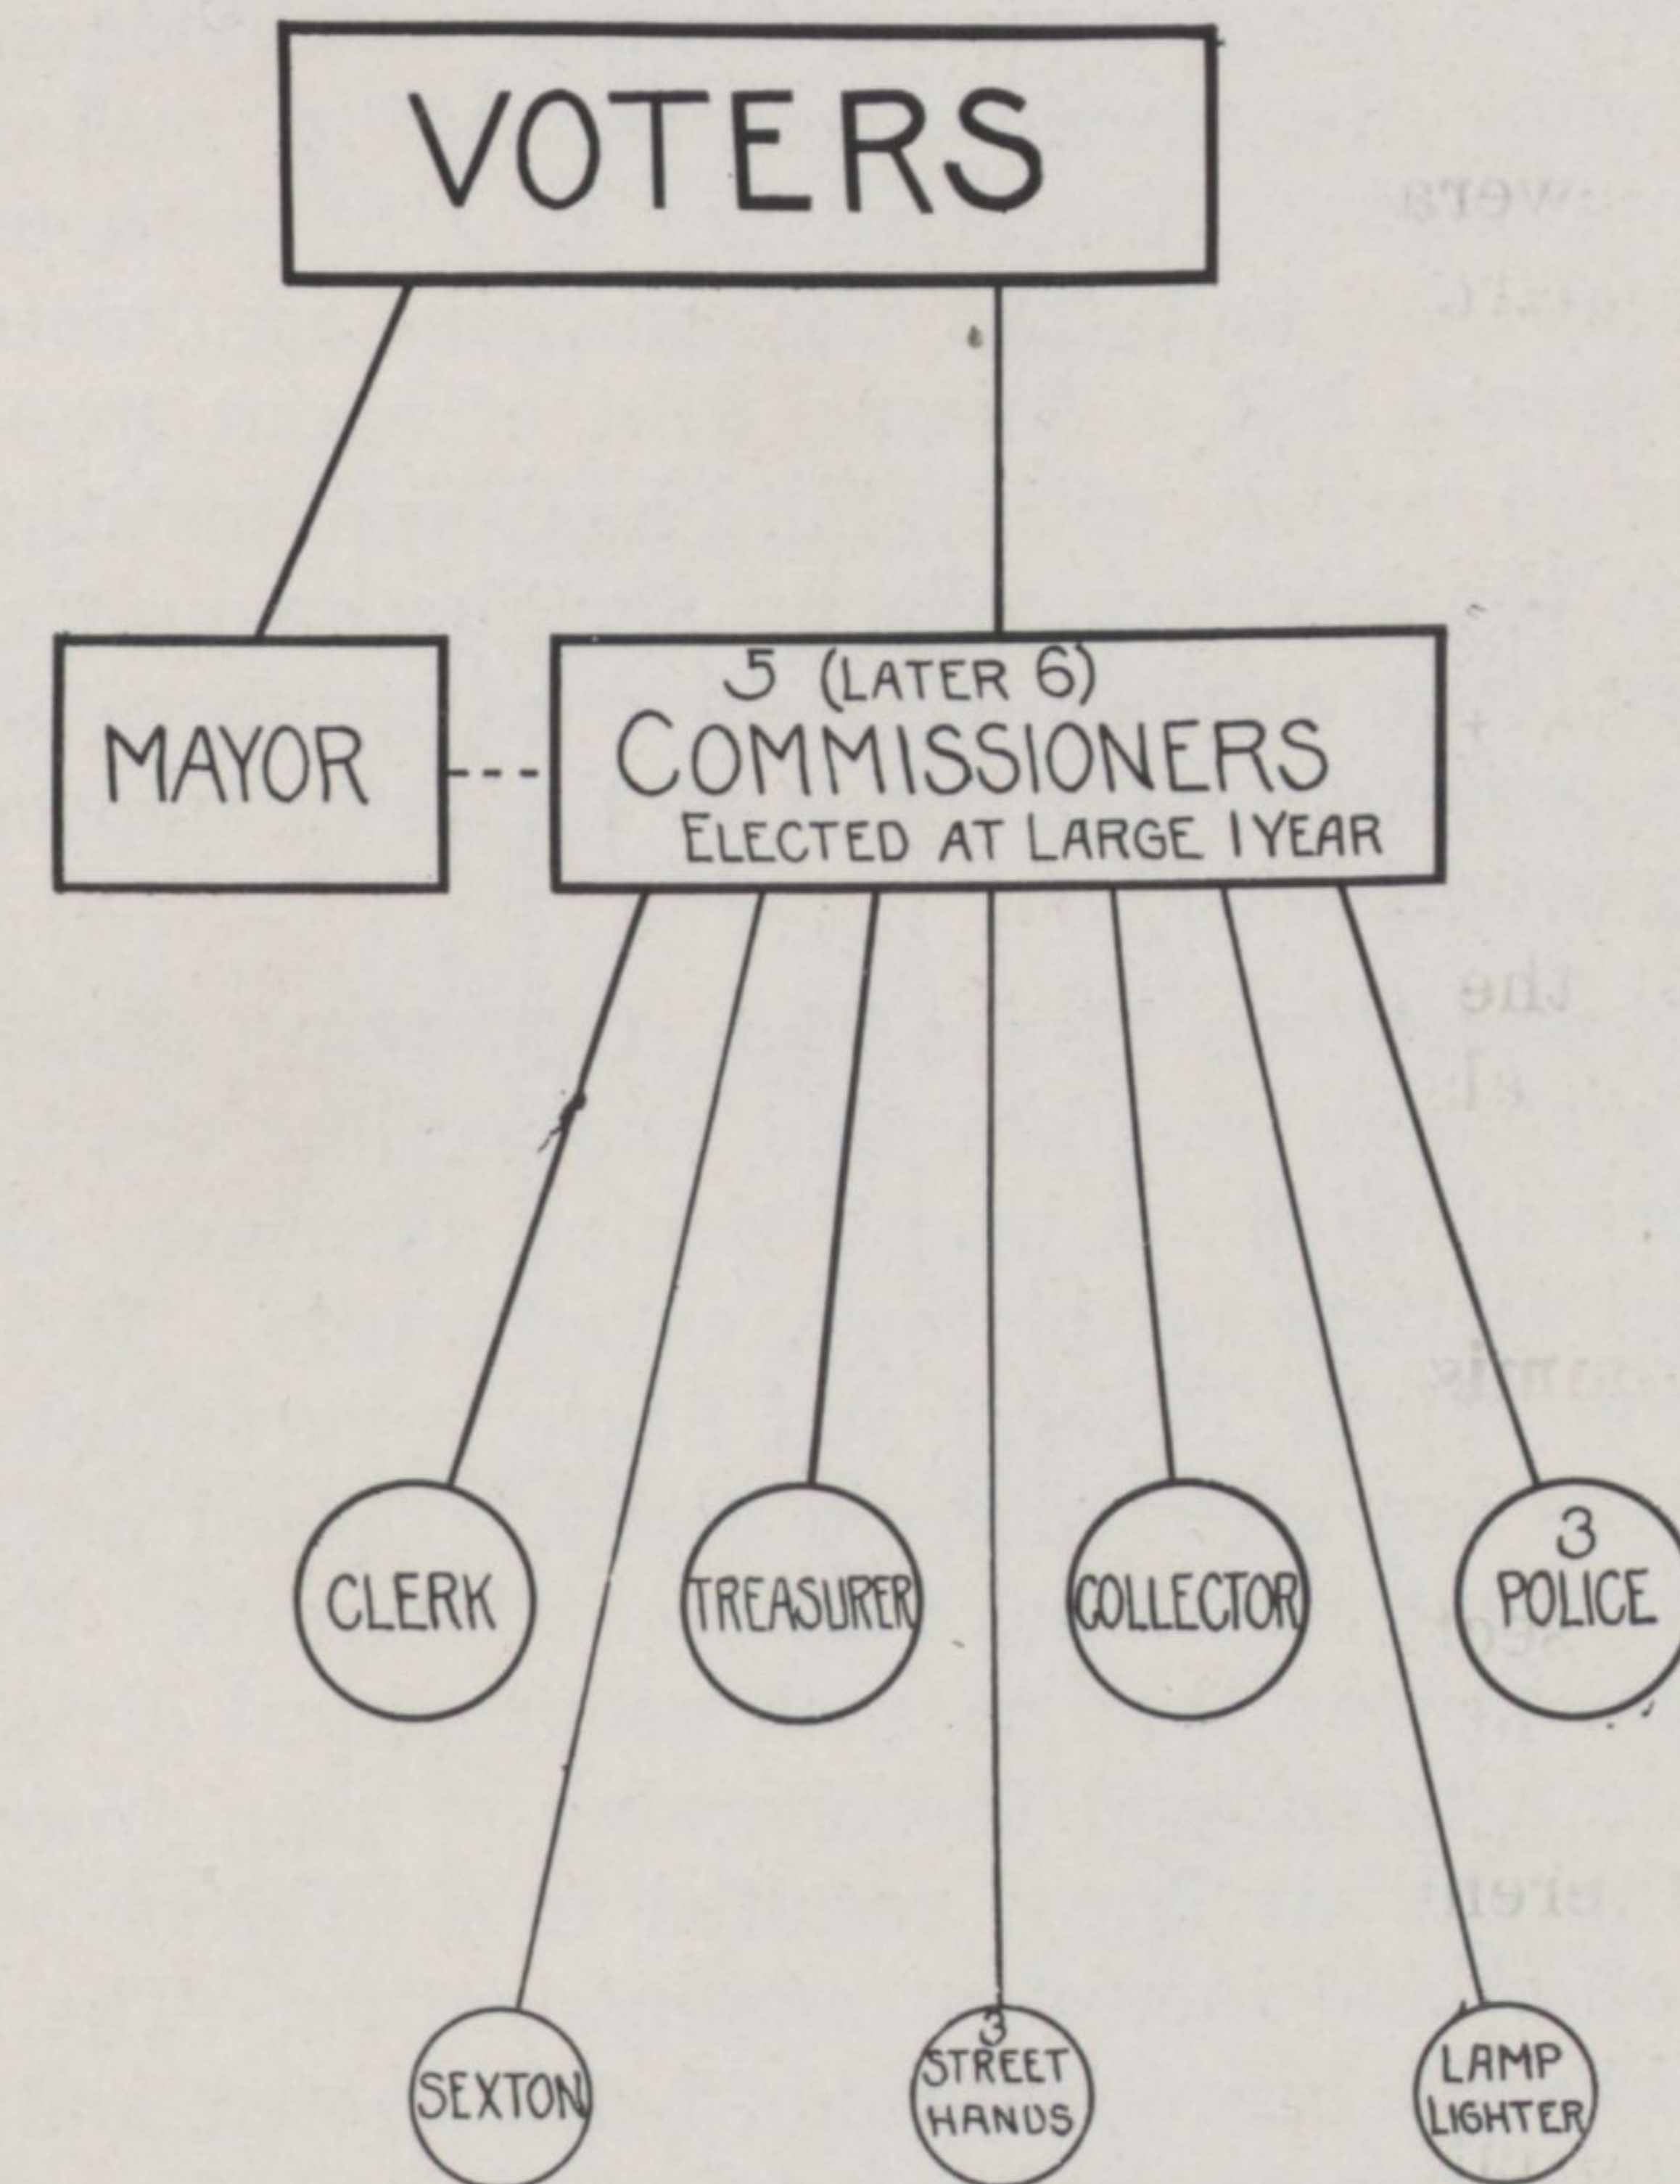 VOTERS
MAYOR
5 (LATER 6)
COMMISSIONERS
ELECTED AT LARGE 1 YEAR
CLERK
TREASURER
COLLECTOR
3
POLICE
SEXTON
3
STREET
HANDS
LAMP
LIGHTER